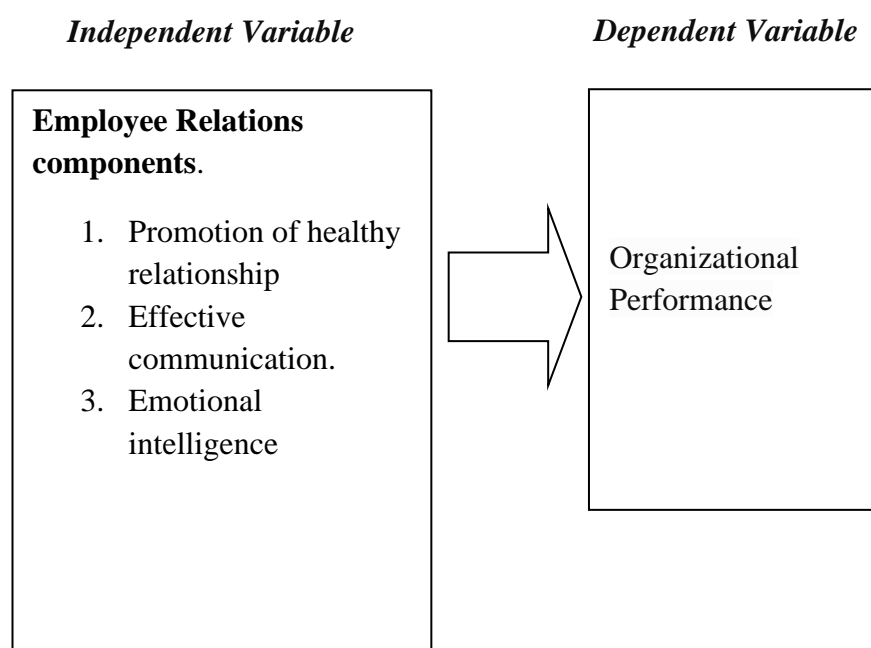 Independent Variable
Dependent Variable
Employee Relations
components.
1. Promotion of healthy
relationship
2. Effective
communication.
3. Emotional
intelligence
Organizational
Performance